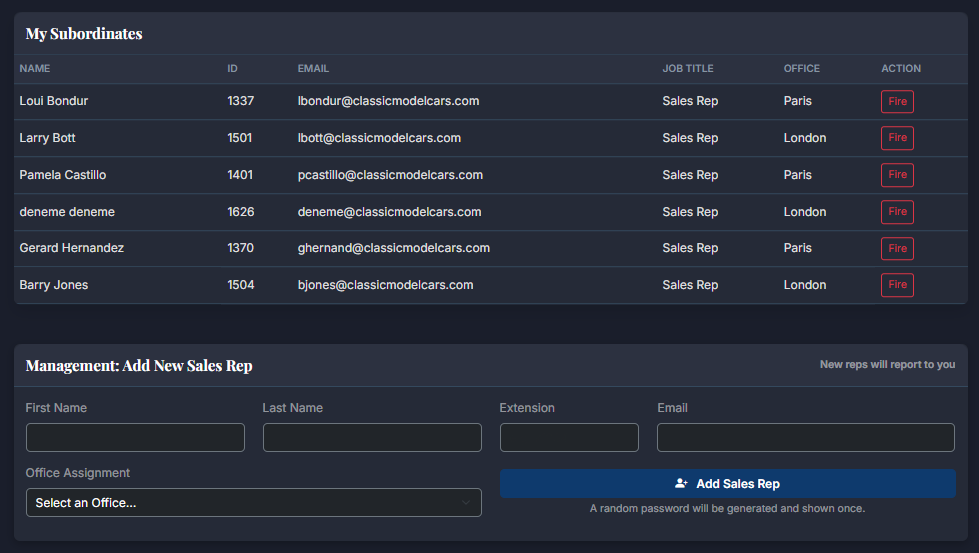 My Subordinates
NAME ID EMAIL JOB TITLE OFFICE ACTION
Loui Bondur 1337 lbondur@classicmodelcars.com Sales Rep Paris Fire
Larry Bott 1501 lbott@classicmodelcars.com Sales Rep London Fire
Pamela Castillo 1401 pcastillo@classicmodelcars.com Sales Rep Paris Fire
deneme deneme 1626 deneme@classicmodelcars.com Sales Rep London Fire
Gerard Hernandez 1370 ghernand@classicmodelcars.com Sales Rep Paris Fire
Barry Jones 1504 bjones@classicmodelcars.com Sales Rep London Fire
Management: Add New Sales Rep New reps will report to you
First Name Last Name Extension Email
Office Assignment
Select an Office... Add Sales Rep
A random password will be generated and shown once.